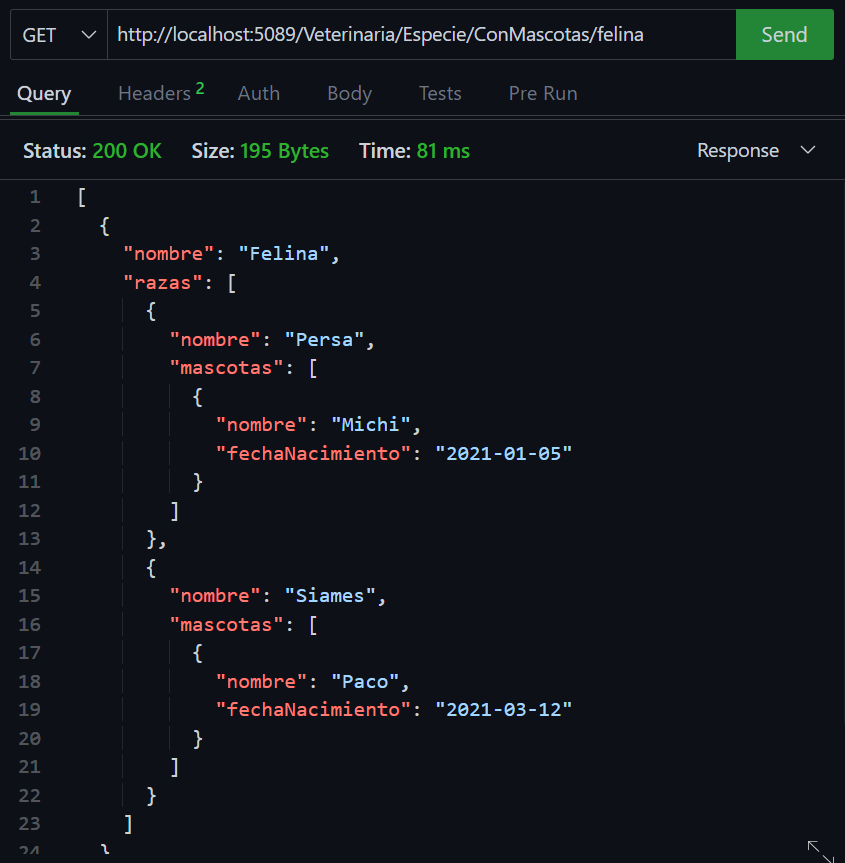 GET http://localhost:5089/Veterinaria/Especie/ConMascotas/felina Send
Query Headers 2 Auth Body Tests Pre Run
Status: 200 OK Size: 195 Bytes Time: 81 ms Response
1 [
2 {
3 "nombre": "Felina",
4 "razas": [
5 {
6 "nombre": "Persa",
7 "mascotas": [
8 {
9 "nombre": "Michi",
10 "fechaNacimiento": "2021-01-05"
11 }
12 ]
13 },
14 {
15 "nombre": "Siames",
16 "mascotas": [
17 {
18 "nombre": "Paco",
19 "fechaNacimiento": "2021-03-12"
20 }
21 ]
22 }
23 ]
24 }